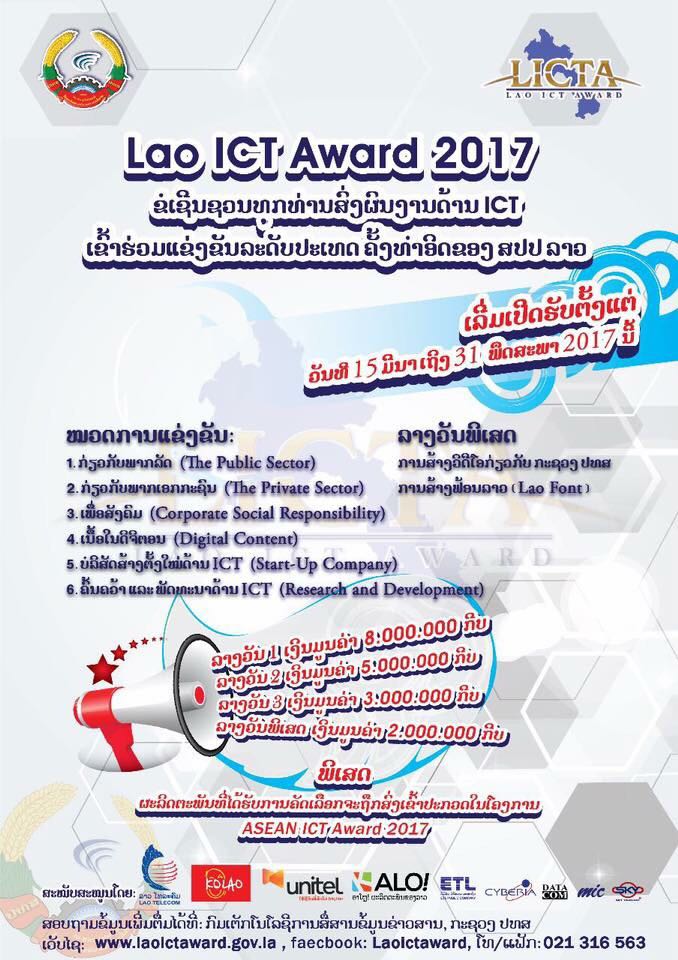 LICTA
LAO ICT AWARD
Lao ICT Award 2017
ຂໍເຊີນຊວນທຸກທ່ານສົ່ງຜົນງານດ້ານ ICT
ເຂົ້າຮ່ວມແຂ່ງຂັນລະດັບປະເທດ ຄັ້ງທຳອິດຂອງ ສປປ ລາວ
ເລີ່ມເປີດຮັບຕັ້ງແຕ່
ວັນທີ 15 ມີນາ ເຖິງ 31 ພຶດສະພາ 2017 ນີ້
ໝວດການແຂ່ງຂັນ:
1. ກ່ຽວກັບພາກລັດ (The Public Sector)
2. ກ່ຽວກັບພາກເອກກະຊົນ (The Private Sector)
3. ເພື່ອສັງຄົມ (Corporate Social Responsibility)
4. ເນື້ອໃນດີຈີຕອນ (Digital Content)
5. ບໍລິສັດສ້າງຕັ້ງໃໝ່ດ້ານ ICT (Start-Up Company)
6. ຄົ້ນຄວ້າ ແລະ ພັດທະນາດ້ານ ICT (Research and Development)
ລາງວັນພິເສດ
ການສ້າງວິດີໂອກ່ຽວກັບ ກະຊວງ ປທສ
ການສ້າງຟ້ອນລາວ (Lao Font)
LICTA
LAO ICT AWARD
ລາງວັນ 1 ເງິນມູນຄ່າ 8.000.000 ກີບ
ລາງວັນ 2 ເງິນມູນຄ່າ 5.000.000 ກີບ
ລາງວັນ 3 ເງິນມູນຄ່າ 3.000.000 ກີບ
ລາງວັນພິເສດ ເງິນມູນຄ່າ 2.000.000 ກີບ
ພິເສດ
ຜະລິດຕະພັນທີ່ໄດ້ຮັບການຄັດເລືອກຈະຖືກສົ່ງເຂົ້າປະກວດໃນໂຄງການ
ASEAN ICT Award 2017
ສະໜັບສະໜູນໂດຍ:
ລາວ ໂທລະຄົມ
LAO TELECOM
KOLAO
unitel
ALO!
ETL
CYBERIA
DATA
COM
mic
SKY
ສອບຖາມຂໍ້ມູນເພີ່ມຕື່ມໄດ້ທີ່: ກົມເຕັກໂນໂລຊີການສື່ສານຂໍ້ມູນຂ່າວສານ, ກະຊວງ ປທສ
ເວັບໄຊ: www.laoictaward.gov.la , faecbook: Laoictaward, ໂທ/ແຟັກ: 021 316 563